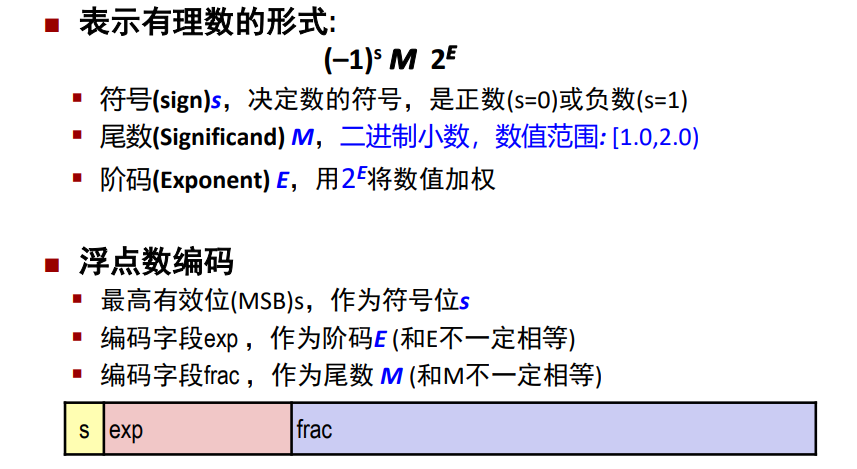 ■ 表示有理数的形式:
(–1)ˢ M 2ᴱ
▪ 符号(sign)s，决定数的符号，是正数(s=0)或负数(s=1)
▪ 尾数(Significand) M，二进制小数，数值范围: [1.0,2.0)
▪ 阶码(Exponent) E，用2ᴱ将数值加权
■ 浮点数编码
▪ 最高有效位(MSB)s，作为符号位s
▪ 编码字段exp，作为阶码E (和E不一定相等)
▪ 编码字段frac，作为尾数 M (和M不一定相等)
s exp frac